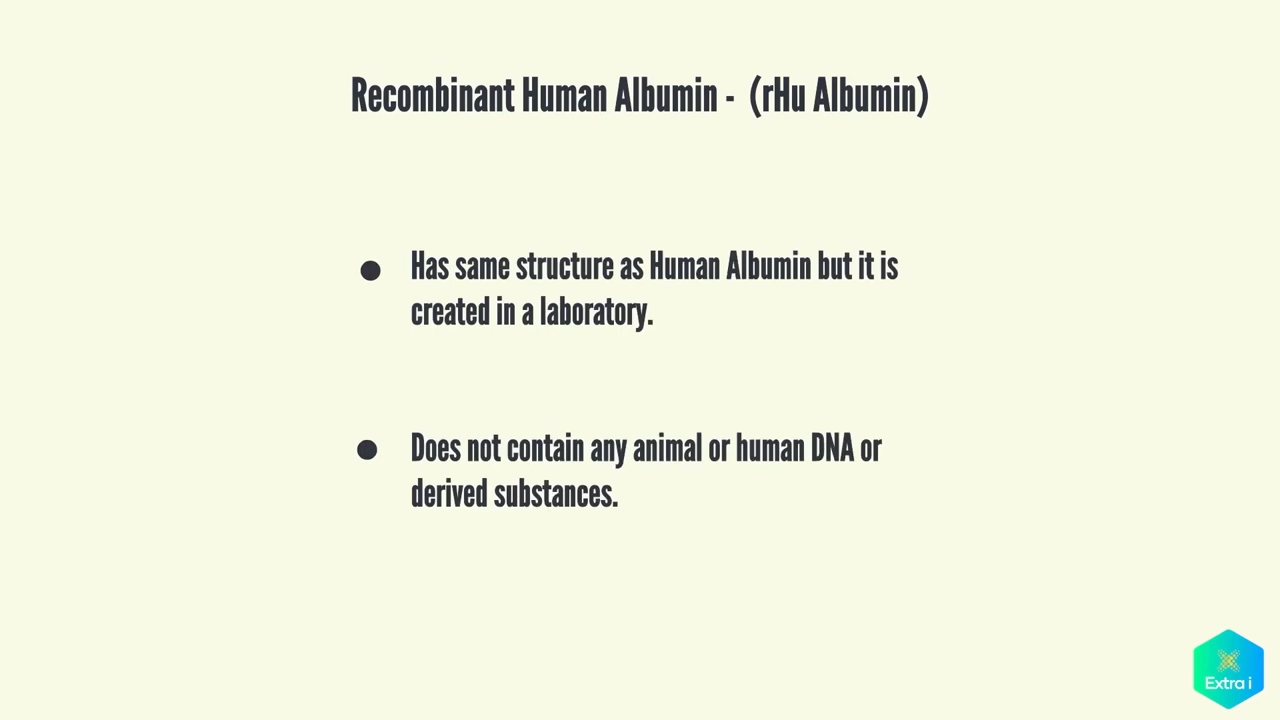 Recombinant Human Albumin - (rHu Albumin)
● Has same structure as Human Albumin but it is
created in a laboratory.
● Does not contain any animal or human DNA or
derived substances.
Extra i